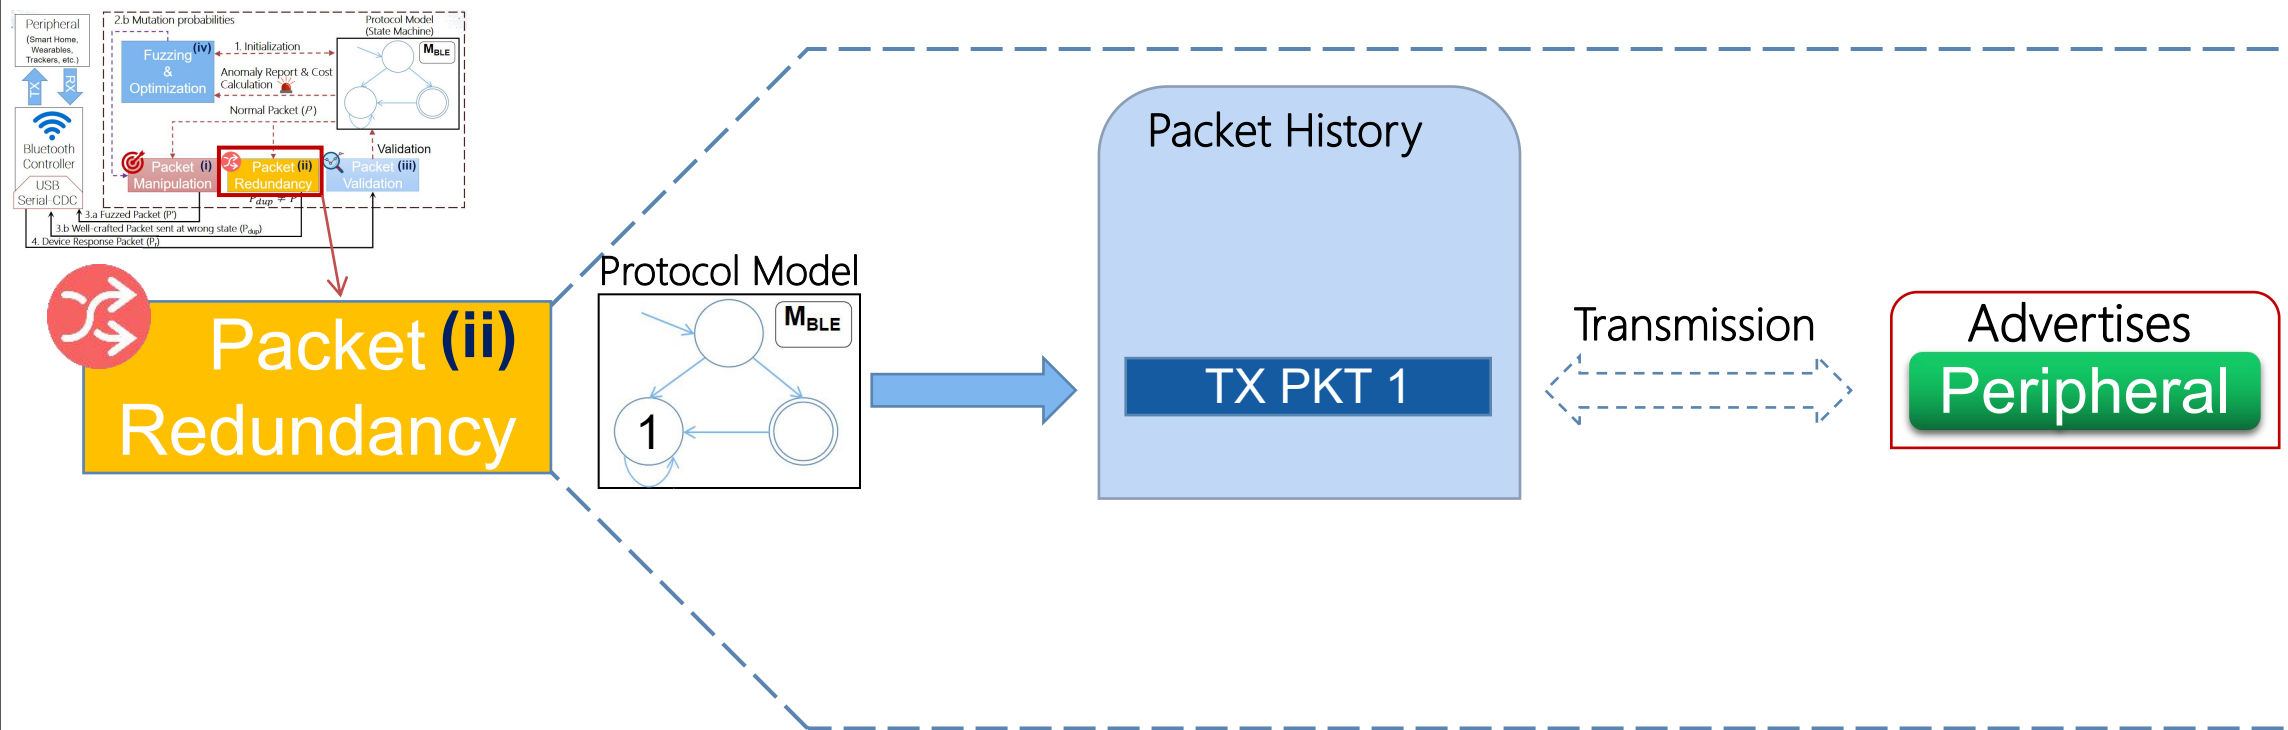 Peripheral
(Smart Home,
Wearables,
Trackers, etc.)
TX
RX
Bluetooth
Controller
USB
Serial-CDC
2.b Mutation probabilities
Fuzzing (iv)
&
Optimization
1. Initialization
Anomaly Report & Cost
Calculation
Normal Packet (P)
Protocol Model
(State Machine)
MBLE
Validation
Packet (i)
Manipulation
Packet (ii)
Redundancy
Packet (iii)
Validation
Pdup ≠ P
3.a Fuzzed Packet (P')
3.b Well-crafted Packet sent at wrong state (Pdup)
4. Device Response Packet (Pr)
Packet (ii)
Redundancy
Protocol Model
MBLE
1
Packet History
TX PKT 1
Transmission
Advertises
Peripheral